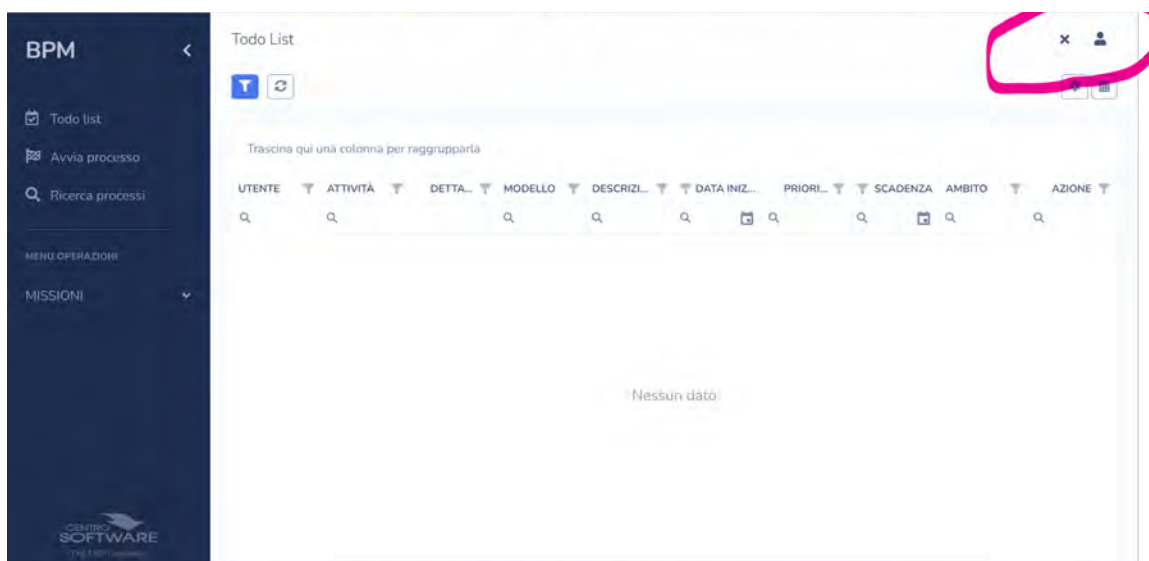 BPM
Todo list
Avvia processo
Ricerca processi
MENU OPERAZIONI
MISSIONI
CENTRO
SOFTWARE
Todo List
Trascina qui una colonna per raggrupparla
UTENTE ATTIVITÀ DETTA... MODELLO DESCRIZI... DATA INIZ... PRIORI... SCADENZA AMBITO AZIONE
Nessun dato